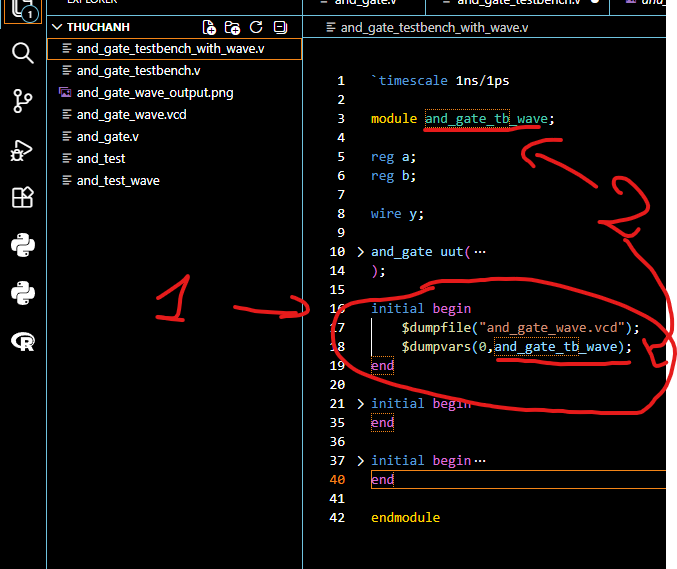 1
EXPLORER
THUCHANH
and_gate_testbench_with_wave.v
and_gate_testbench.v
and_gate_wave_output.png
and_gate_wave.vcd
and_gate.v
and_test
and_test_wave
and_gate.v and_gate_testbench.v
and_gate_testbench_with_wave.v
1 `timescale 1ns/1ps
2
3 module and_gate_tb_wave;
4
5 reg a;
6 reg b;
7
8 wire y;
9
10 and_gate uut(…
14 );
15
16 initial begin
17 $dumpfile("and_gate_wave.vcd");
18 $dumpvars(0,and_gate_tb_wave);
19 end
20
21 initial begin
35 end
36
37 initial begin…
40 end
41
42 endmodule
1
2
R